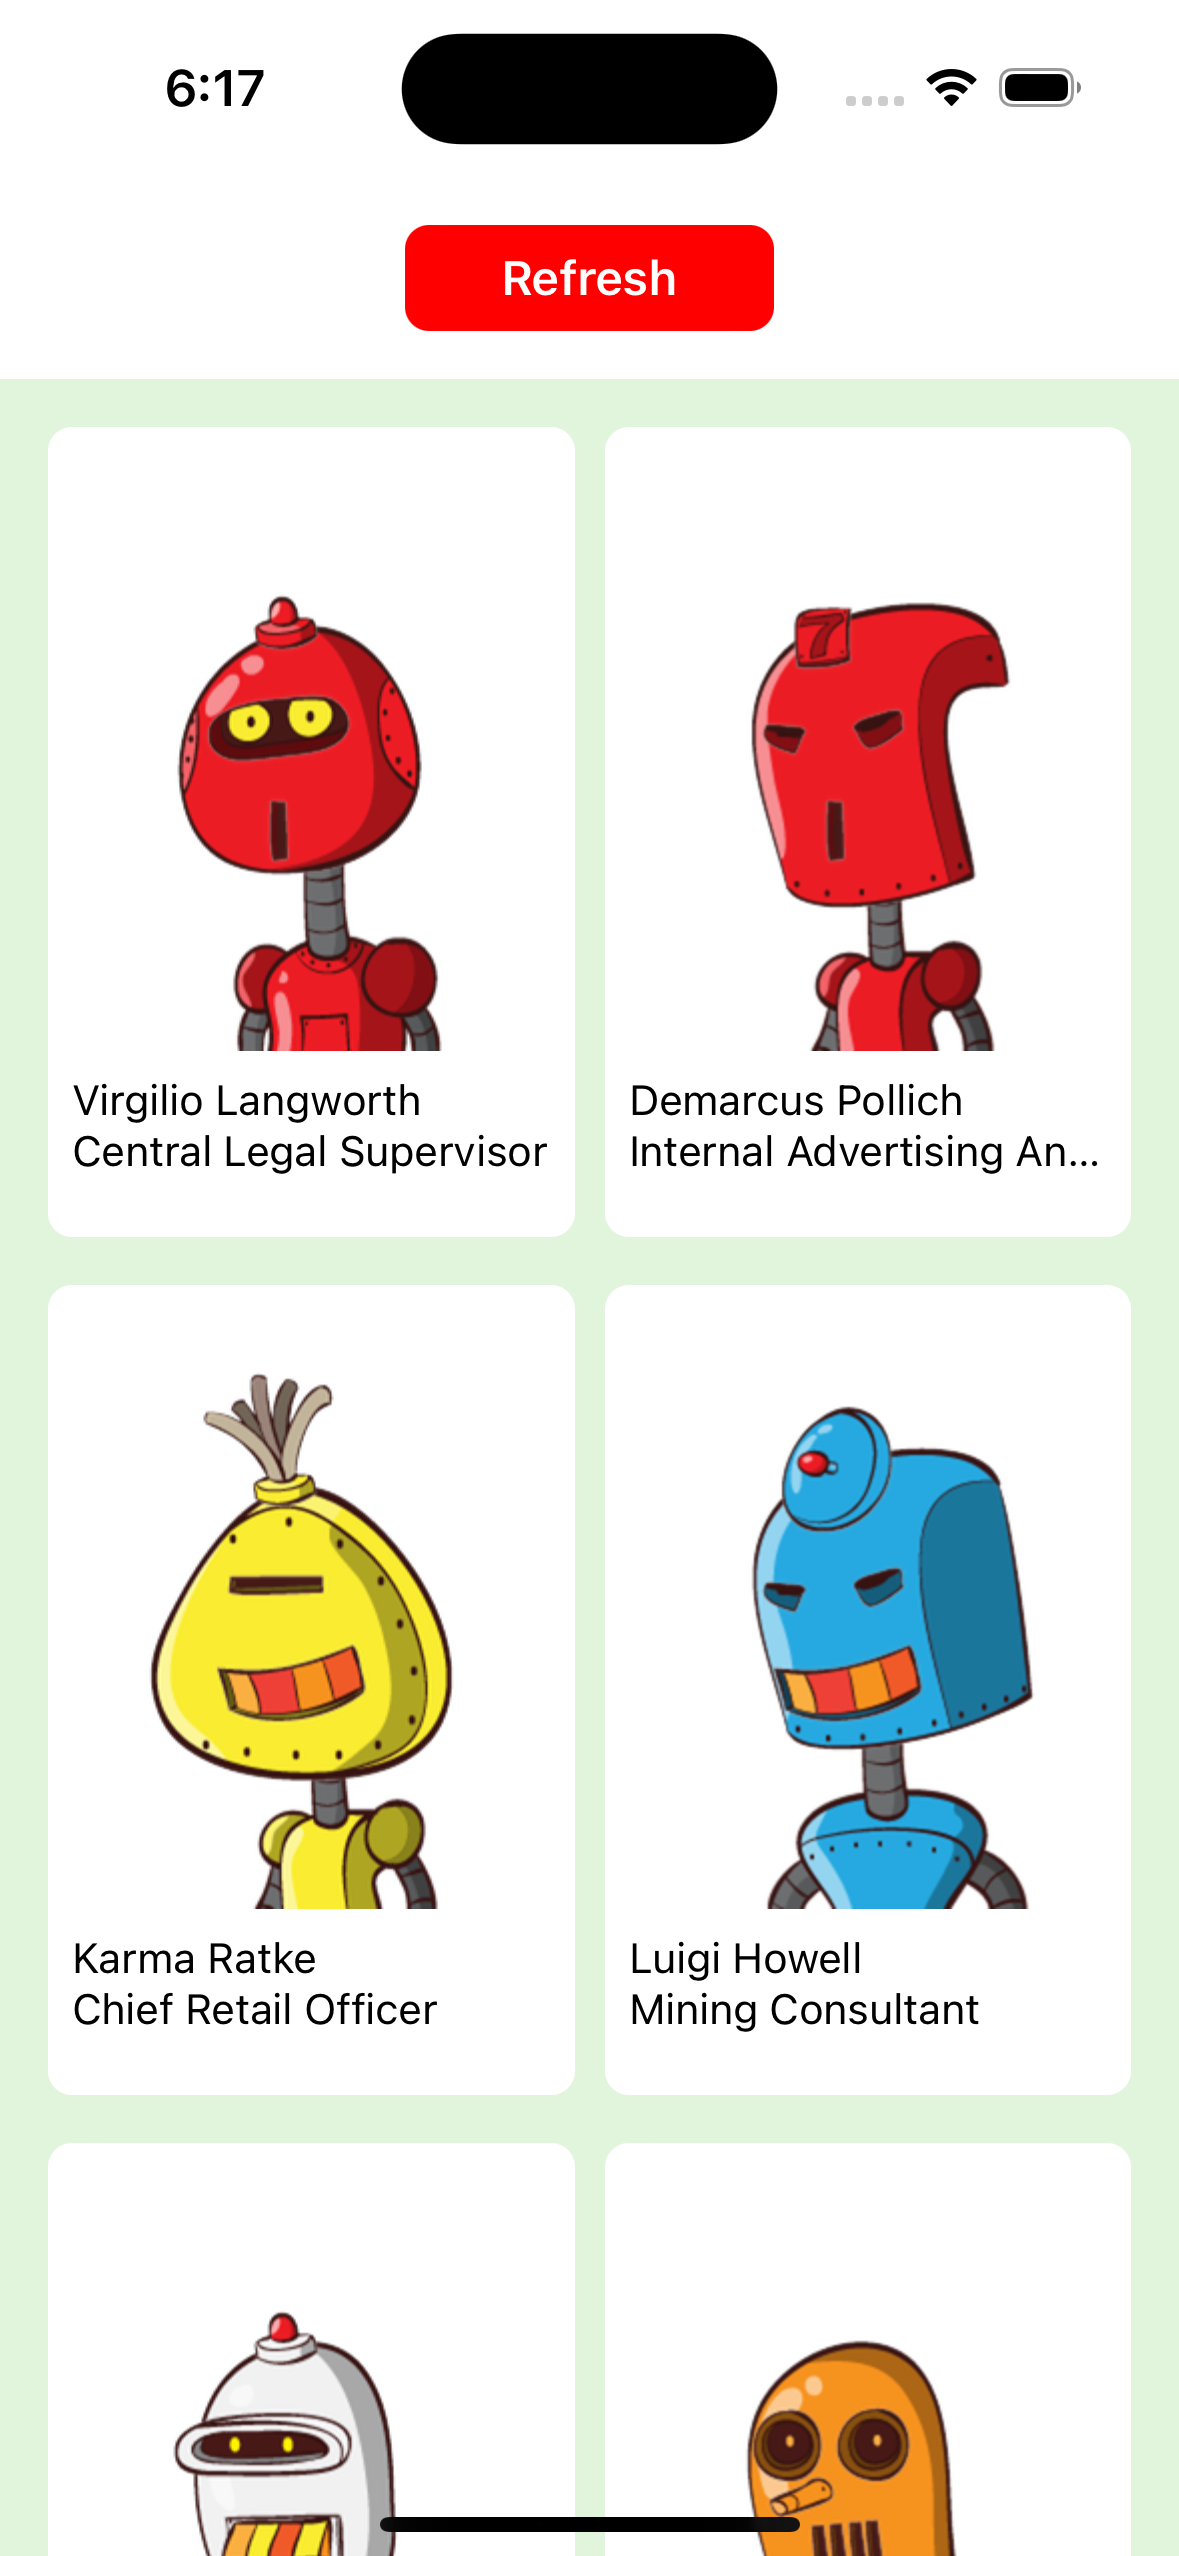 6:17
Refresh
7
Virgilio Langworth
Central Legal Supervisor
Demarcus Pollich
Internal Advertising An...
Karma Ratke
Chief Retail Officer
Luigi Howell
Mining Consultant